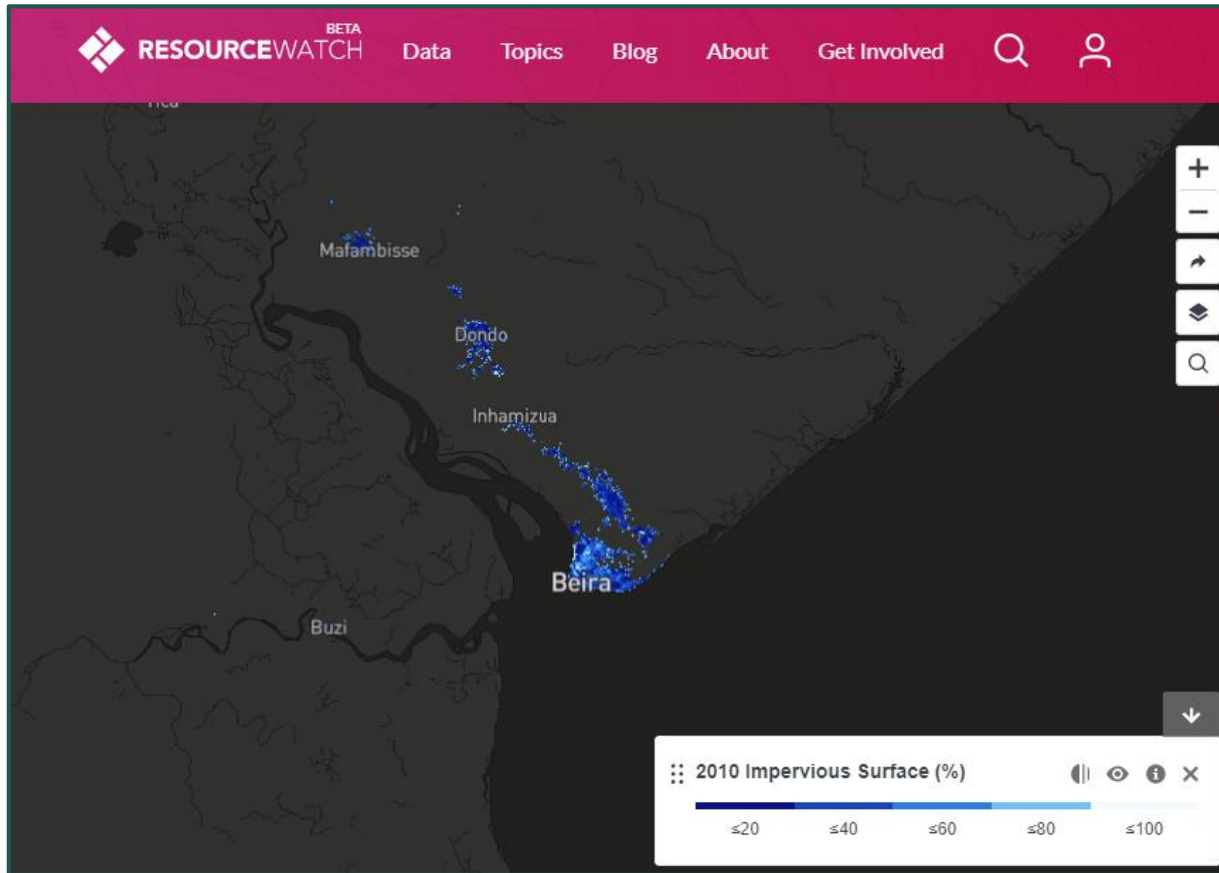 BETA
RESOURCEWATCH Data Topics Blog About Get Involved
Mafambisse
Dondo
Inhamizua
Beira
Buzi
2010 Impervious Surface (%)
≤20 ≤40 ≤60 ≤80 ≤100